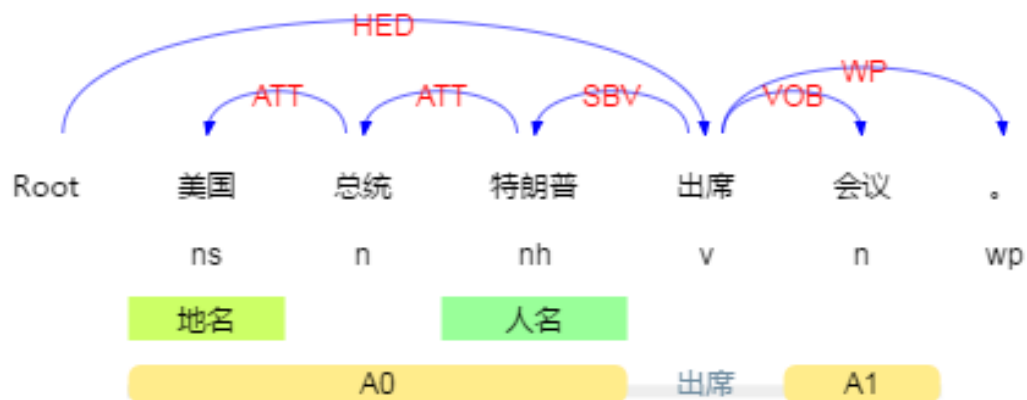 HED
WP
ATT ATT SBV VOB
Root 美国 总统 特朗普 出席 会议 。
ns n nh v n wp
地名 人名
A0 出席 A1